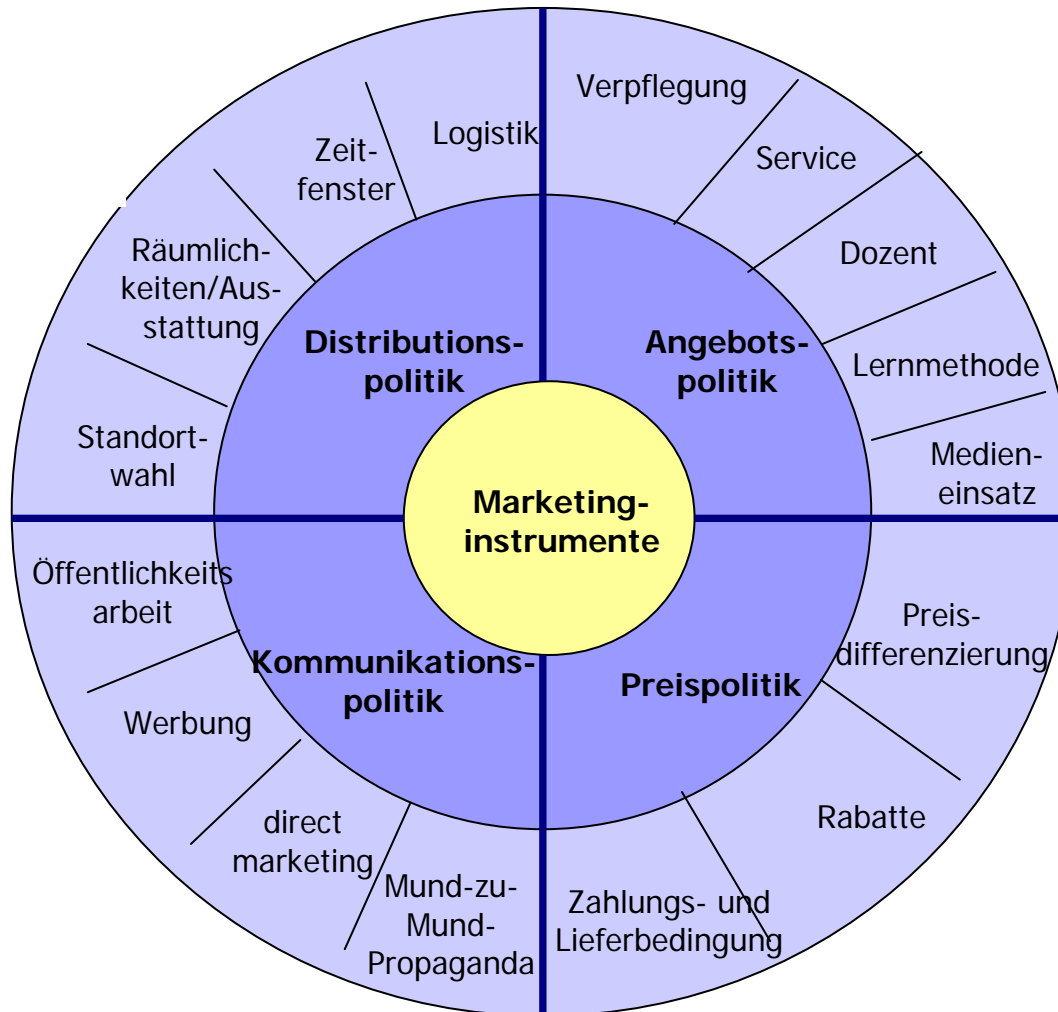 Verpflegung
Service
Dozent
Lernmethode
Medien-
einsatz
Angebots-
politik
Logistik
Zeit-
fenster
Räumlich-
keiten/Aus-
stattung
Standort-
wahl
Distributions-
politik
Marketing-
instrumente
Öffentlichkeits
arbeit
Werbung
direct
marketing
Mund-zu-
Mund-
Propaganda
Kommunikations-
politik
Preispolitik
Preis-
differenzierung
Rabatte
Zahlungs- und
Lieferbedingung